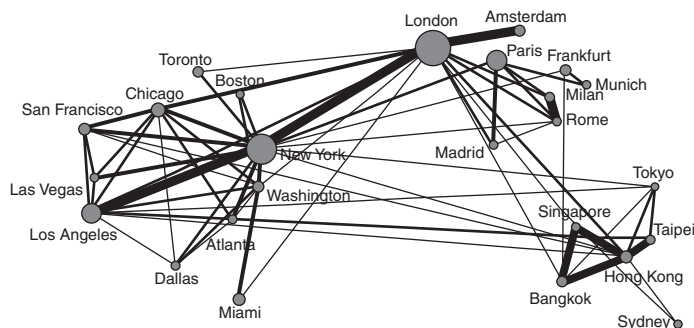 London
Amsterdam
Paris
Toronto
Frankfurt
Boston
Munich
Chicago
Milan
San Francisco
Rome
New York
Madrid
Las Vegas
Washington
Tokyo
Singapore
Los Angeles
Taipei
Atlanta
Dallas
Hong Kong
Bangkok
Miami
Sydney